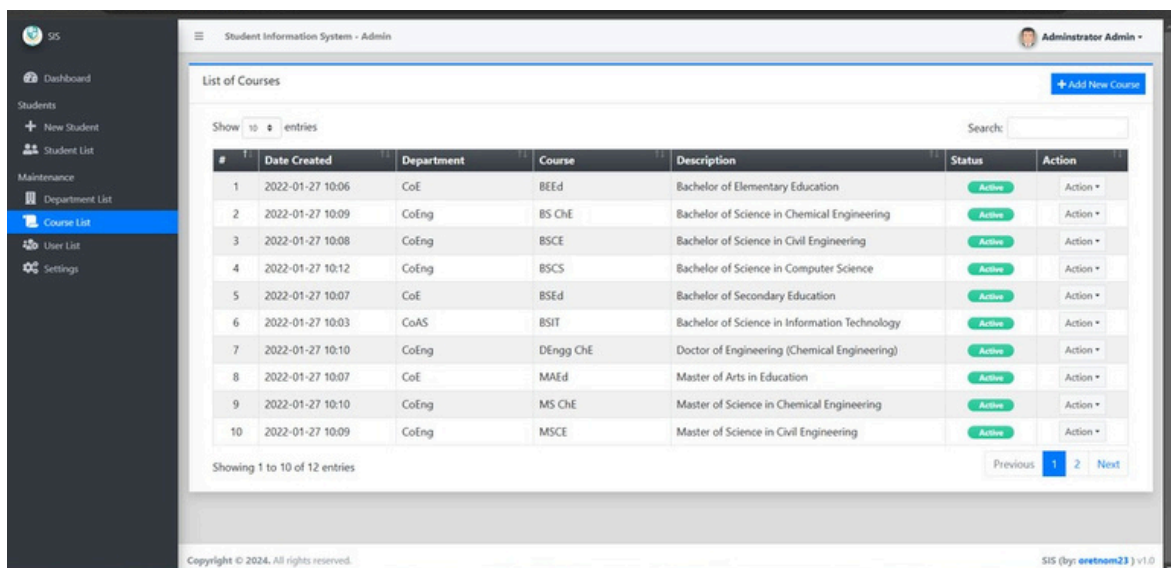 SIS
Student Information System - Admin
Adminstrator Admin
Dashboard
Students
New Student
Student List
Maintenance
Department List
Course List
User List
Settings
List of Courses
Add New Course
Show 10 entries
Search:
# Date Created Department Course Description Status Action
1 2022-01-27 10:06 CoE BEEd Bachelor of Elementary Education Active Action
2 2022-01-27 10:09 CoEng BS ChE Bachelor of Science in Chemical Engineering Active Action
3 2022-01-27 10:08 CoEng BSCE Bachelor of Science in Civil Engineering Active Action
4 2022-01-27 10:12 CoEng BSCS Bachelor of Science in Computer Science Active Action
5 2022-01-27 10:07 CoE BSEd Bachelor of Secondary Education Active Action
6 2022-01-27 10:03 CoAS BSIT Bachelor of Science in Information Technology Active Action
7 2022-01-27 10:10 CoEng DEngg ChE Doctor of Engineering (Chemical Engineering) Active Action
8 2022-01-27 10:07 CoE MAEd Master of Arts in Education Active Action
9 2022-01-27 10:10 CoEng MS ChE Master of Science in Chemical Engineering Active Action
10 2022-01-27 10:09 CoEng MSCE Master of Science in Civil Engineering Active Action
Showing 1 to 10 of 12 entries
Previous 1 2 Next
Copyright © 2024. All rights reserved.
SIS (by: oretnom23 ) v1.0